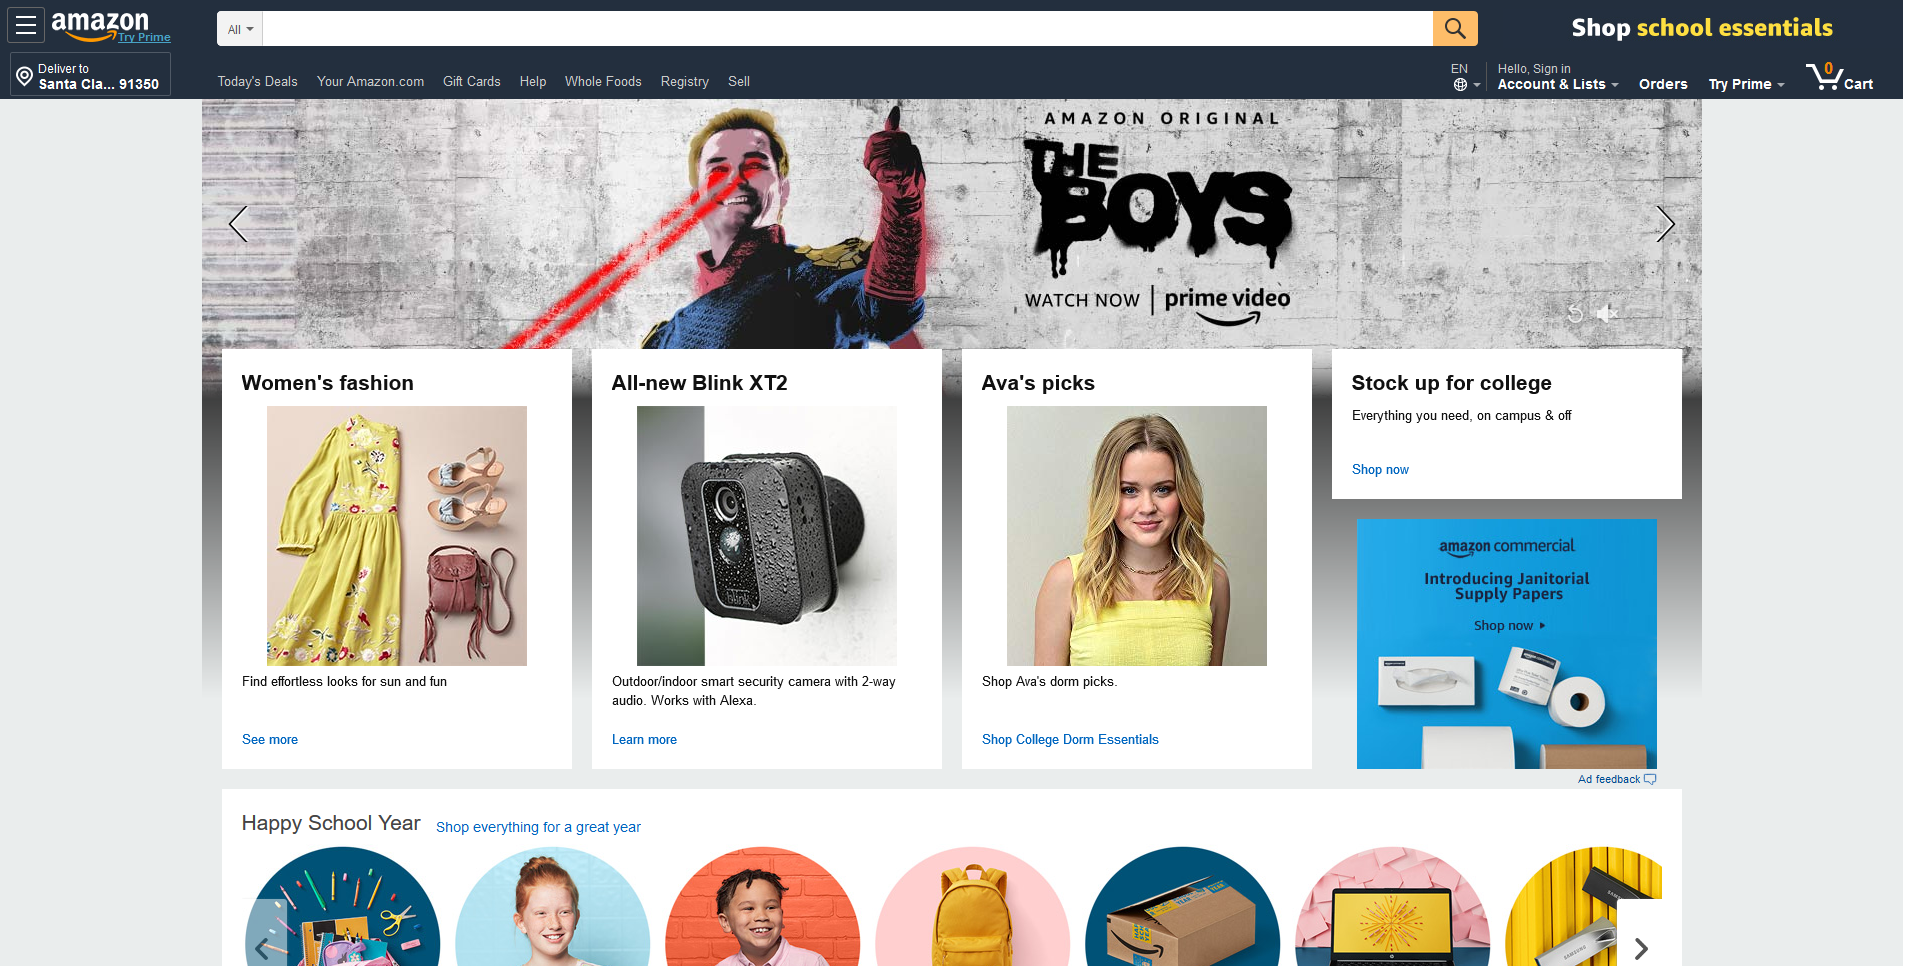 amazon
Try Prime
All
Shop school essentials
Deliver to
Santa Cla... 91350
Today's Deals
Your Amazon.com
Gift Cards
Help
Whole Foods
Registry
Sell
EN
Hello, Sign in
Account & Lists
Orders
Try Prime
0
Cart
AMAZON ORIGINAL
THE
BOYS
WATCH NOW | prime video
Women's fashion
Find effortless looks for sun and fun
See more
All-new Blink XT2
blink
Outdoor/indoor smart security camera with 2-way
audio. Works with Alexa.
Learn more
Ava's picks
Shop Ava's dorm picks.
Shop College Dorm Essentials
Stock up for college
Everything you need, on campus & off
Shop now
amazon commercial
Introducing Janitorial
Supply Papers
Shop now
Ad feedback
Happy School Year
Shop everything for a great year
SAMSUNG
SAMSUNG